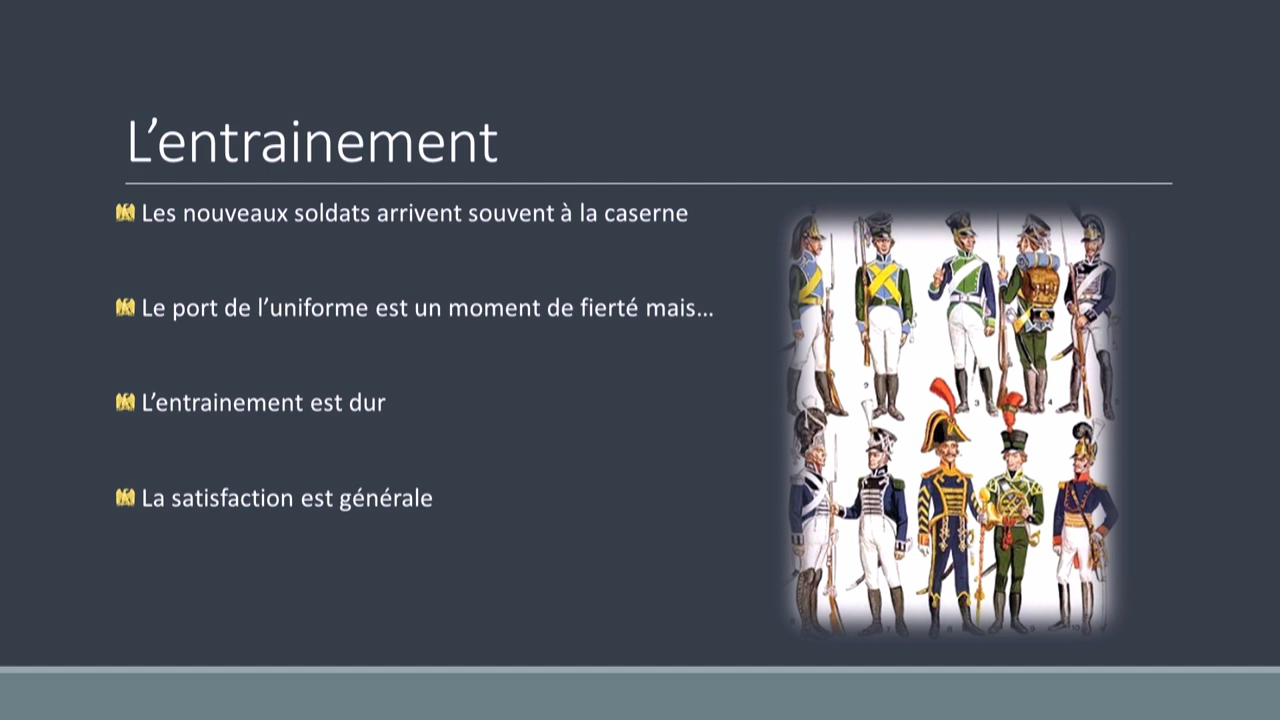 L’entrainement
Les nouveaux soldats arrivent souvent à la caserne
Le port de l’uniforme est un moment de fierté mais…
L’entrainement est dur
La satisfaction est générale